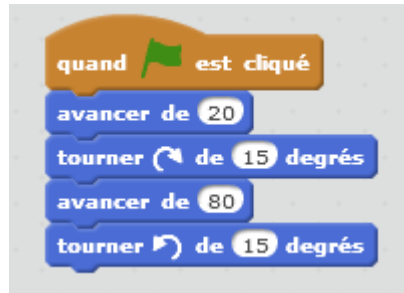 quand est cliqué
avancer de 20
tourner de 15 degrés
avancer de 80
tourner de 15 degrés